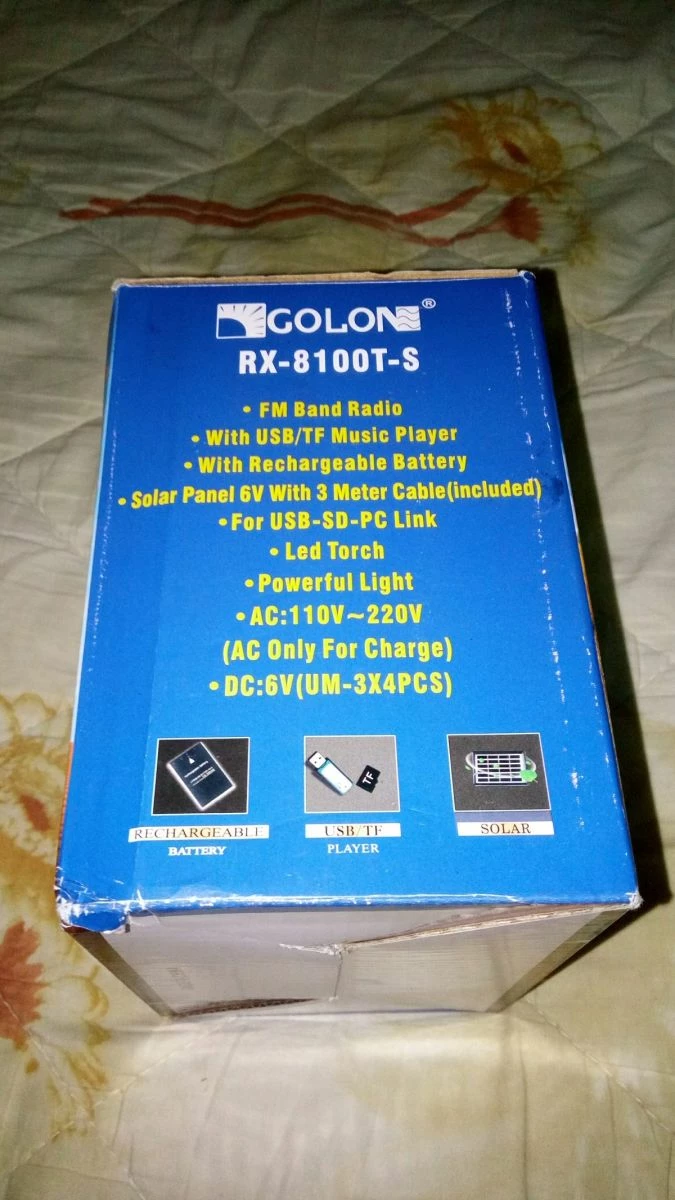 GOLON®
RX-8100T-S
• FM Band Radio
• With USB/TF Music Player
• With Rechargeable Battery
• Solar Panel 6V With 3 Meter Cable(included)
• For USB-SD-PC Link
• Led Torch
• Powerful Light
• AC:110V~220V
(AC Only For Charge)
• DC:6V(UM-3X4PCS)
TF
RECHARGEABLE
BATTERY
USB/TF
PLAYER
SOLAR